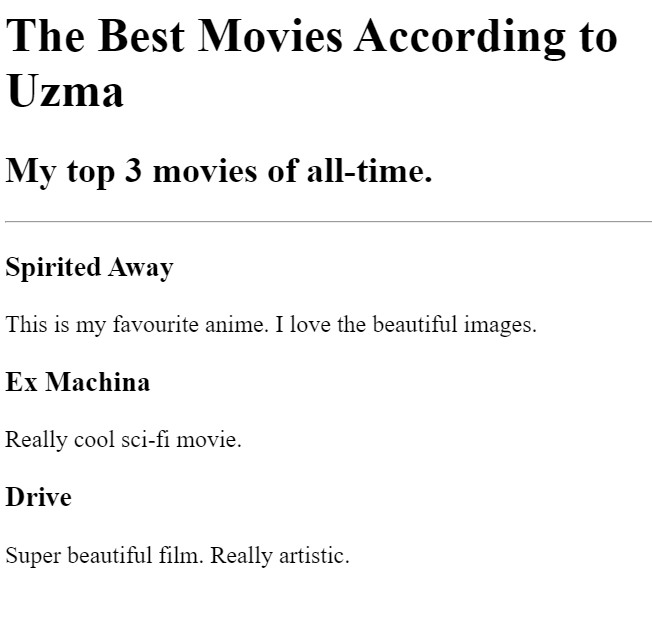 The Best Movies According to
Uzma
My top 3 movies of all-time.
Spirited Away
This is my favourite anime. I love the beautiful images.
Ex Machina
Really cool sci-fi movie.
Drive
Super beautiful film. Really artistic.